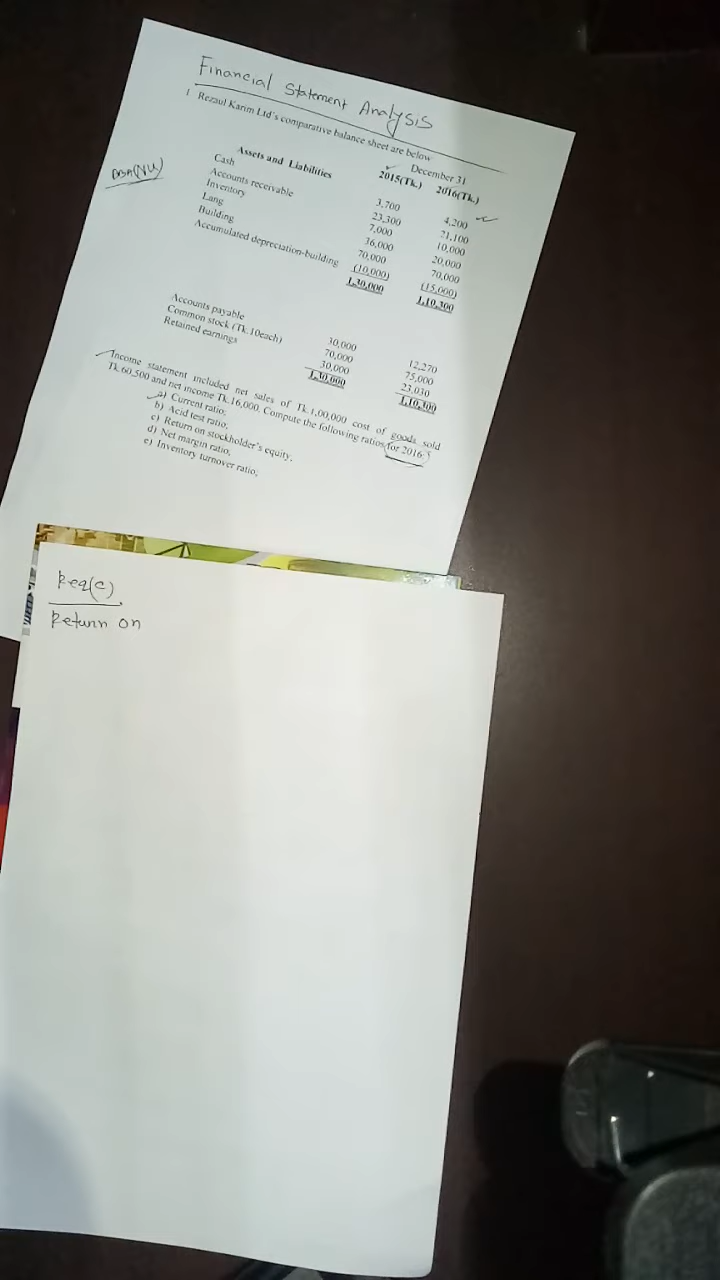 Financial Statement Analysis
1 Rezaul Karim Ltd's comparative balance sheet are below
BBA(NU)
Assets and Liabilities December 31
2015(Tk.) 2016(Tk.)
Cash 3,700 4,200
Accounts receivable 23,300 21,100
Inventory 7,000 10,000
Lang 36,000 20,000
Building 70,000 70,000
Accumulated depreciation-building (10,000) (15,000)
1,30,000 1,10,300
Accounts payable 30,000 12,270
Common stock (Tk. 10each) 70,000 75,000
Retained earnings 30,000 23,030
1,30,000 1,10,300
Income statement included net sales of Tk. 1,00,000 cost of goods sold
Tk. 60,500 and net income Tk. 16,000. Compute the following ratios for 2016:
a) Current ratio;
b) Acid test ratio;
c) Return on stockholder's equity;
d) Net margin ratio;
e) Inventory turnover ratio;
Req(c)
Return on